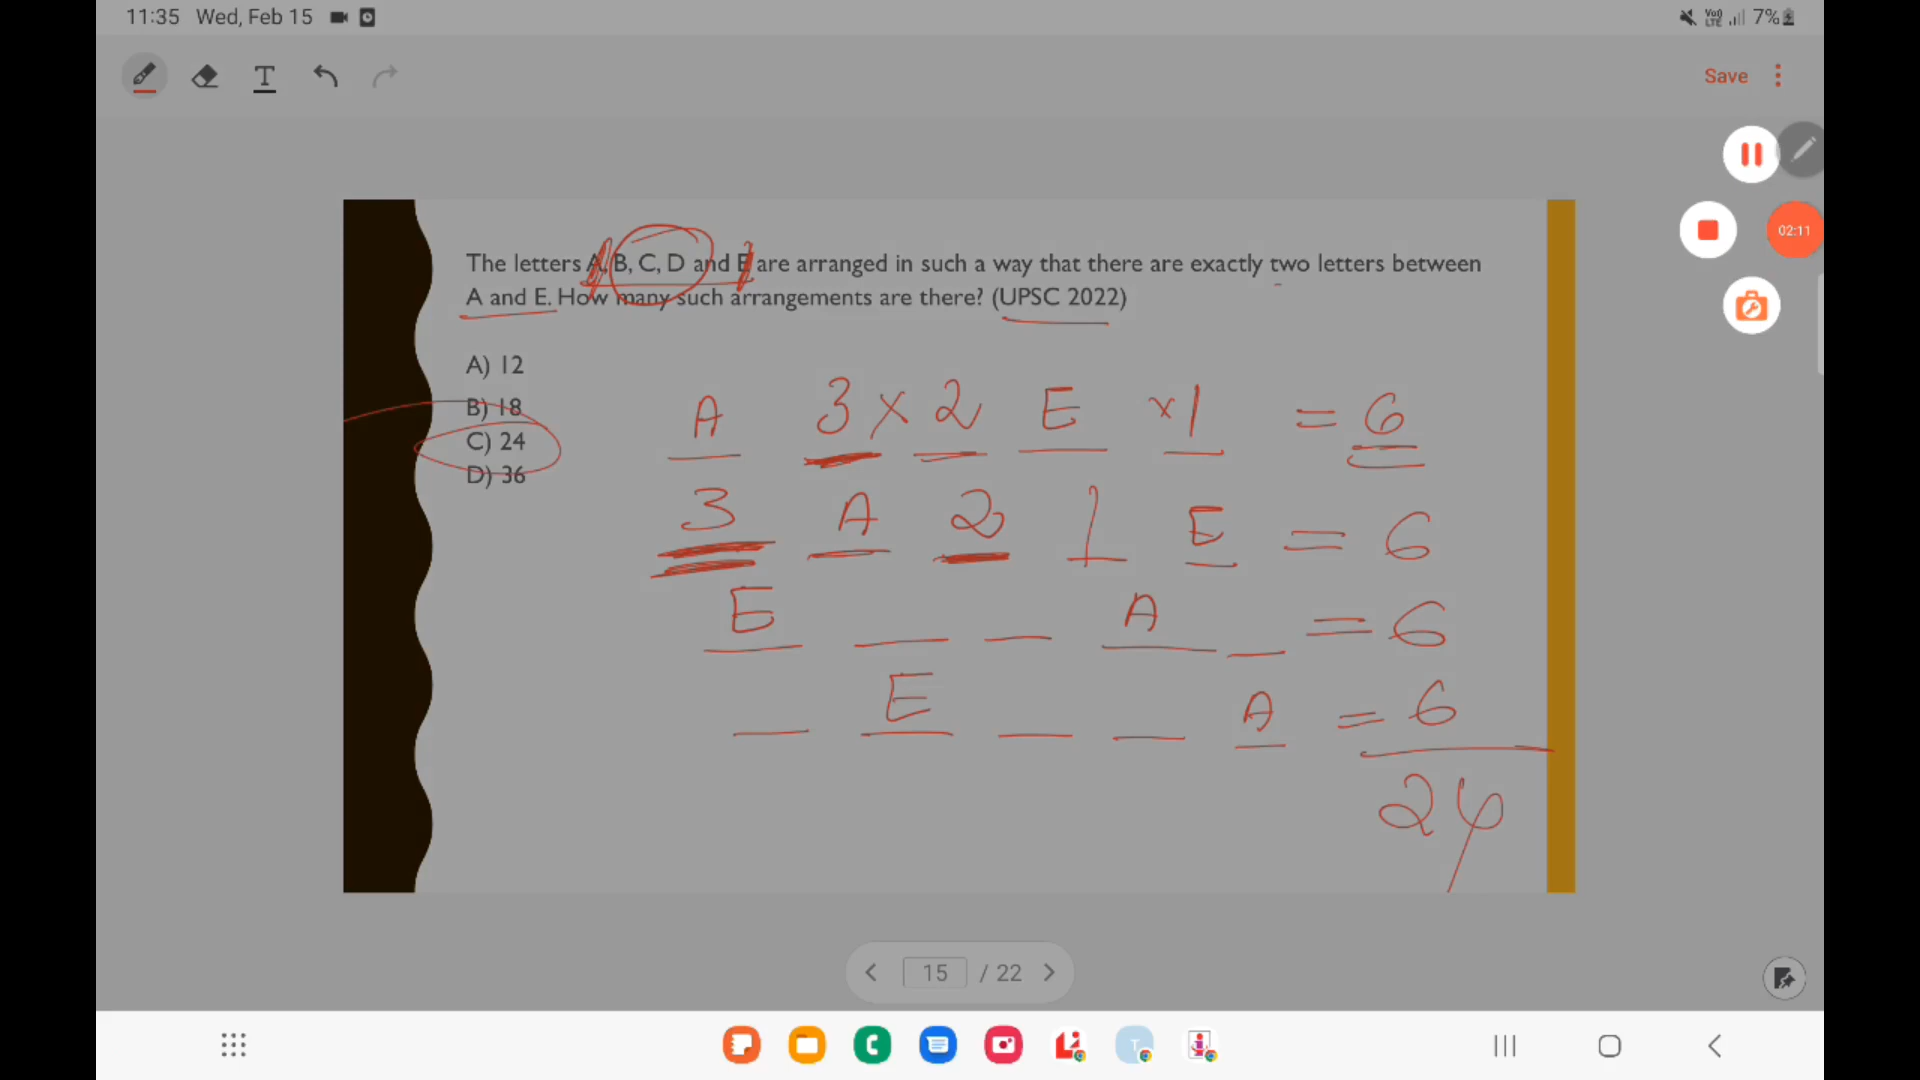 11:35 Wed, Feb 15
Vo)) LTE 7%
T Save
02:11
The letters A, B, C, D and E are arranged in such a way that there are exactly two letters between
A and E. How many such arrangements are there? (UPSC 2022)
A) 12
B) 18
C) 24
D) 36
A 3 × 2 E × 1 = 6
3 A 2 1 E = 6
E _ _ A _ = 6
_ E _ _ A = 6
24
15 / 22